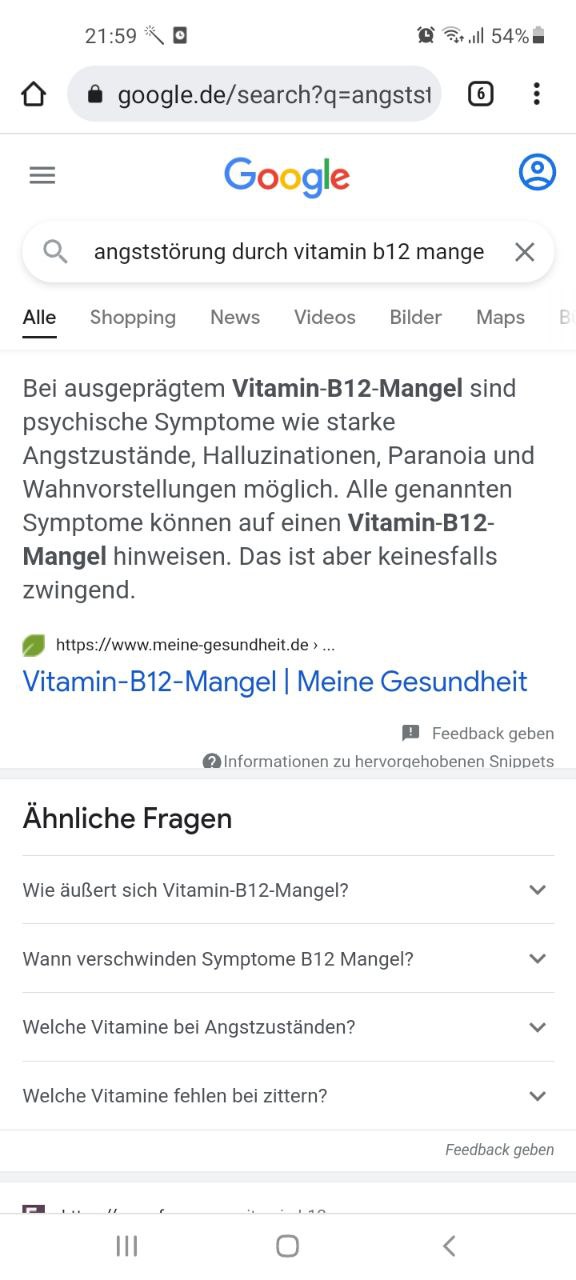 21:59
54%
google.de/search?q=angstst
6
Google
angststörung durch vitamin b12 mange
Alle Shopping News Videos Bilder Maps
Bei ausgeprägtem Vitamin-B12-Mangel sind
psychische Symptome wie starke
Angstzustände, Halluzinationen, Paranoia und
Wahnvorstellungen möglich. Alle genannten
Symptome können auf einen Vitamin-B12-
Mangel hinweisen. Das ist aber keinesfalls
zwingend.
https://www.meine-gesundheit.de › ...
Vitamin-B12-Mangel | Meine Gesundheit
Feedback geben
Informationen zu hervorgehobenen Snippets
Ähnliche Fragen
Wie äußert sich Vitamin-B12-Mangel?
Wann verschwinden Symptome B12 Mangel?
Welche Vitamine bei Angstzuständen?
Welche Vitamine fehlen bei zittern?
Feedback geben